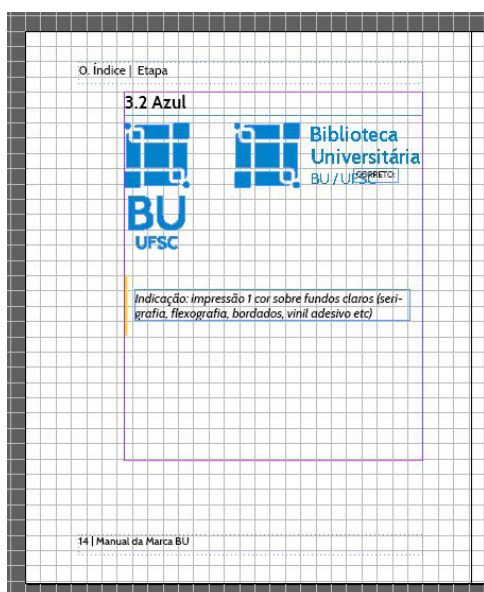 O. Índice | Etapa
3.2 Azul
BU
UFSC
Biblioteca
Universitária
BU / UFSC
CORRETO:
Indicação: impressão 1 cor sobre fundos claros (seri-
grafia, flexografia, bordados, vinil adesivo etc)
14 | Manual da Marca BU